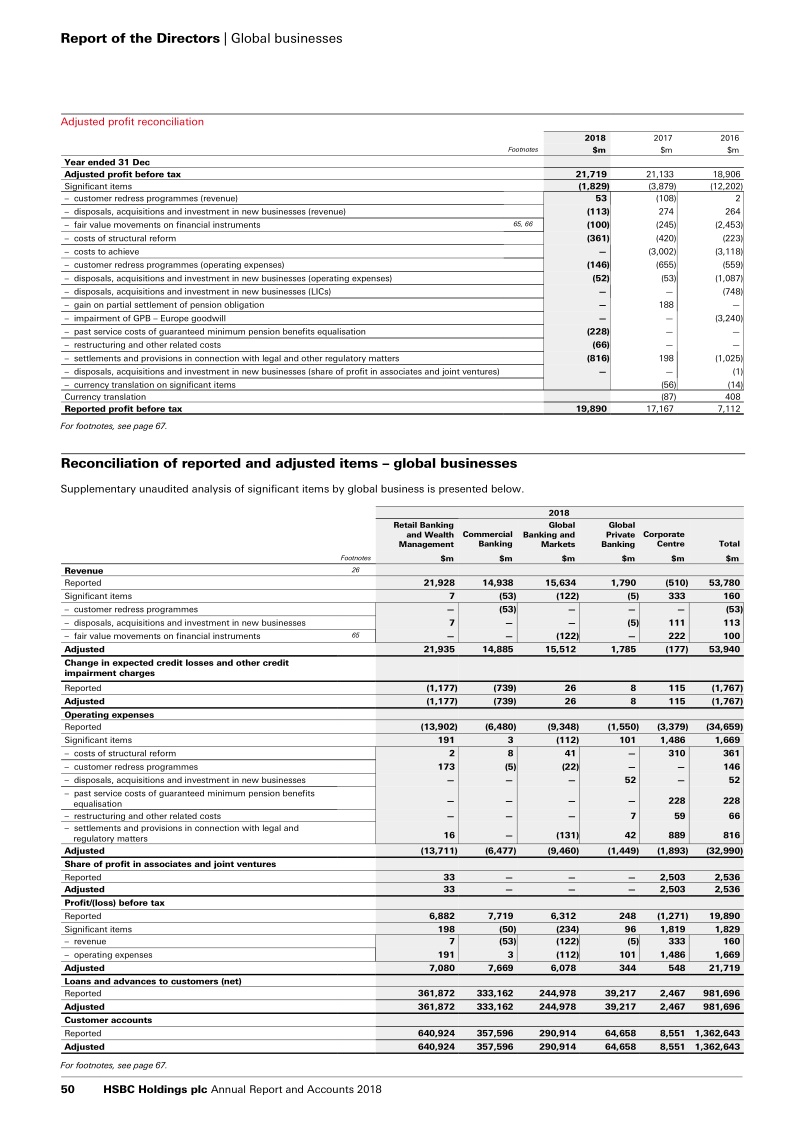 Report of the Directors | Global businesses
Adjusted profit reconciliation
2018 2017 2016
Footnotes $m $m $m
Year ended 31 Dec
Adjusted profit before tax 21,719 21,133 18,906
Significant items (1,829) (3,879) (12,202)
– customer redress programmes (revenue) 53 (108) 2
– disposals, acquisitions and investment in new businesses (revenue) (113) 274 264
– fair value movements on financial instruments 65, 66 (100) (245) (2,453)
– costs of structural reform (361) (420) (223)
– costs to achieve — (3,002) (3,118)
– customer redress programmes (operating expenses) (146) (655) (559)
– disposals, acquisitions and investment in new businesses (operating expenses) (52) (53) (1,087)
– disposals, acquisitions and investment in new businesses (LICs) — — (748)
– gain on partial settlement of pension obligation — 188 —
– impairment of GPB – Europe goodwill — — (3,240)
– past service costs of guaranteed minimum pension benefits equalisation (228) — —
– restructuring and other related costs (66) — —
– settlements and provisions in connection with legal and other regulatory matters (816) 198 (1,025)
– disposals, acquisitions and investment in new businesses (share of profit in associates and joint ventures) — — (1)
– currency translation on significant items (56) (14)
Currency translation (87) 408
Reported profit before tax 19,890 17,167 7,112
For footnotes, see page 67.
Reconciliation of reported and adjusted items – global businesses
Supplementary unaudited analysis of significant items by global business is presented below.
2018
Retail Banking Global Global
and Wealth Commercial Banking and Private Corporate
Management Banking Markets Banking Centre Total
Footnotes $m $m $m $m $m $m
Revenue 26
Reported 21,928 14,938 15,634 1,790 (510) 53,780
Significant items 7 (53) (122) (5) 333 160
– customer redress programmes — (53) — — — (53)
– disposals, acquisitions and investment in new businesses 7 — — (5) 111 113
– fair value movements on financial instruments 65 — — (122) — 222 100
Adjusted 21,935 14,885 15,512 1,785 (177) 53,940
Change in expected credit losses and other credit
impairment charges
Reported (1,177) (739) 26 8 115 (1,767)
Adjusted (1,177) (739) 26 8 115 (1,767)
Operating expenses
Reported (13,902) (6,480) (9,348) (1,550) (3,379) (34,659)
Significant items 191 3 (112) 101 1,486 1,669
– costs of structural reform 2 8 41 — 310 361
– customer redress programmes 173 (5) (22) — — 146
– disposals, acquisitions and investment in new businesses — — — 52 — 52
– past service costs of guaranteed minimum pension benefits
equalisation — — — — 228 228
– restructuring and other related costs — — — 7 59 66
– settlements and provisions in connection with legal and
regulatory matters 16 — (131) 42 889 816
Adjusted (13,711) (6,477) (9,460) (1,449) (1,893) (32,990)
Share of profit in associates and joint ventures
Reported 33 — — — 2,503 2,536
Adjusted 33 — — — 2,503 2,536
Profit/(loss) before tax
Reported 6,882 7,719 6,312 248 (1,271) 19,890
Significant items 198 (50) (234) 96 1,819 1,829
– revenue 7 (53) (122) (5) 333 160
– operating expenses 191 3 (112) 101 1,486 1,669
Adjusted 7,080 7,669 6,078 344 548 21,719
Loans and advances to customers (net)
Reported 361,872 333,162 244,978 39,217 2,467 981,696
Adjusted 361,872 333,162 244,978 39,217 2,467 981,696
Customer accounts
Reported 640,924 357,596 290,914 64,658 8,551 1,362,643
Adjusted 640,924 357,596 290,914 64,658 8,551 1,362,643
For footnotes, see page 67.
50 HSBC Holdings plc Annual Report and Accounts 2018